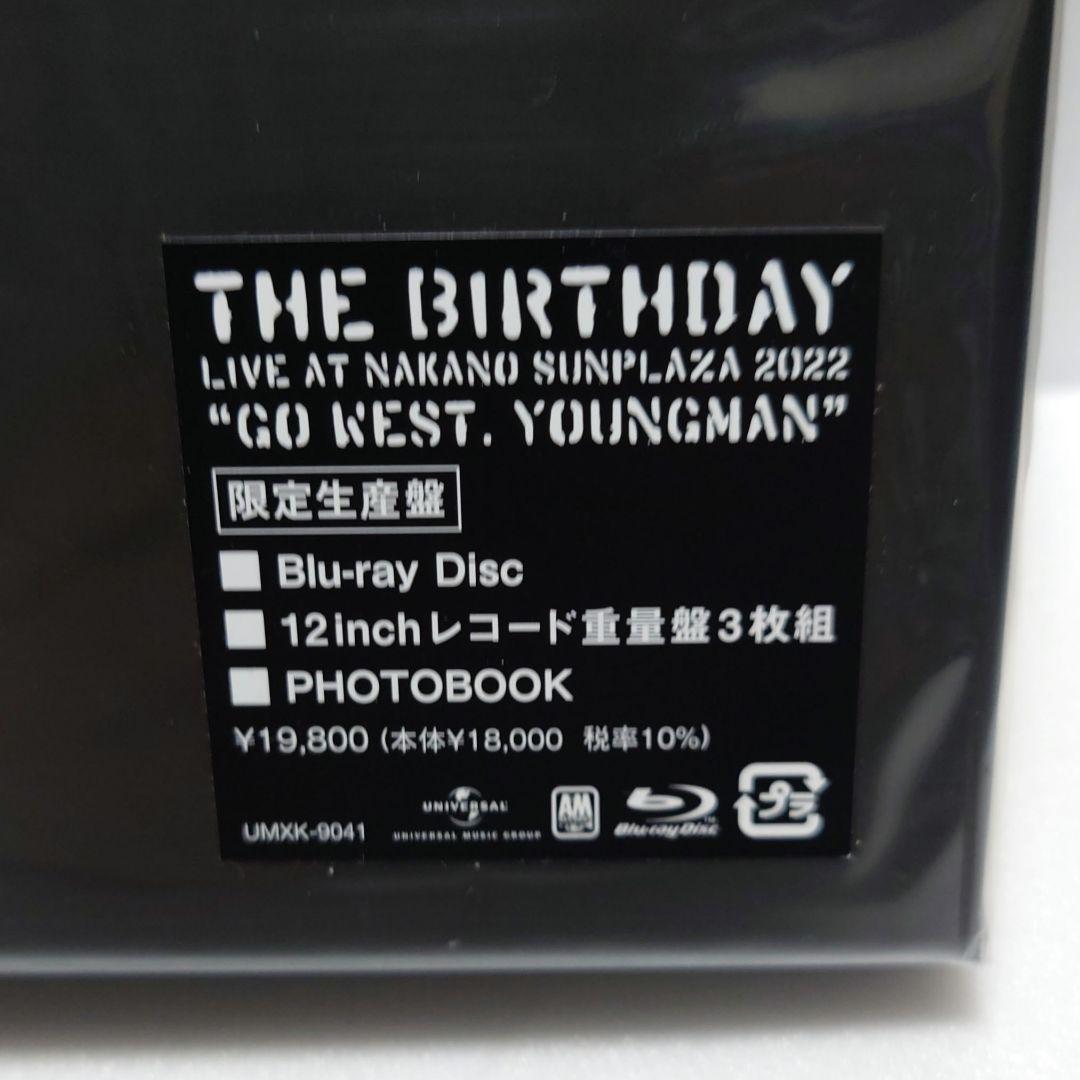 THE BIRTHDAY
LIVE AT NAKANO SUNPLAZA 2022
“GO WEST, YOUNGMAN”
限定生産盤
■ Blu-ray Disc
■ 12inchレコード重量盤3枚組
■ PHOTOBOOK
¥19,800 (本体¥18,000 税率10%)
UMXK-9041
UNIVERSAL
UNIVERSAL MUSIC GROUP
AM
Blu-ray Disc
プラ